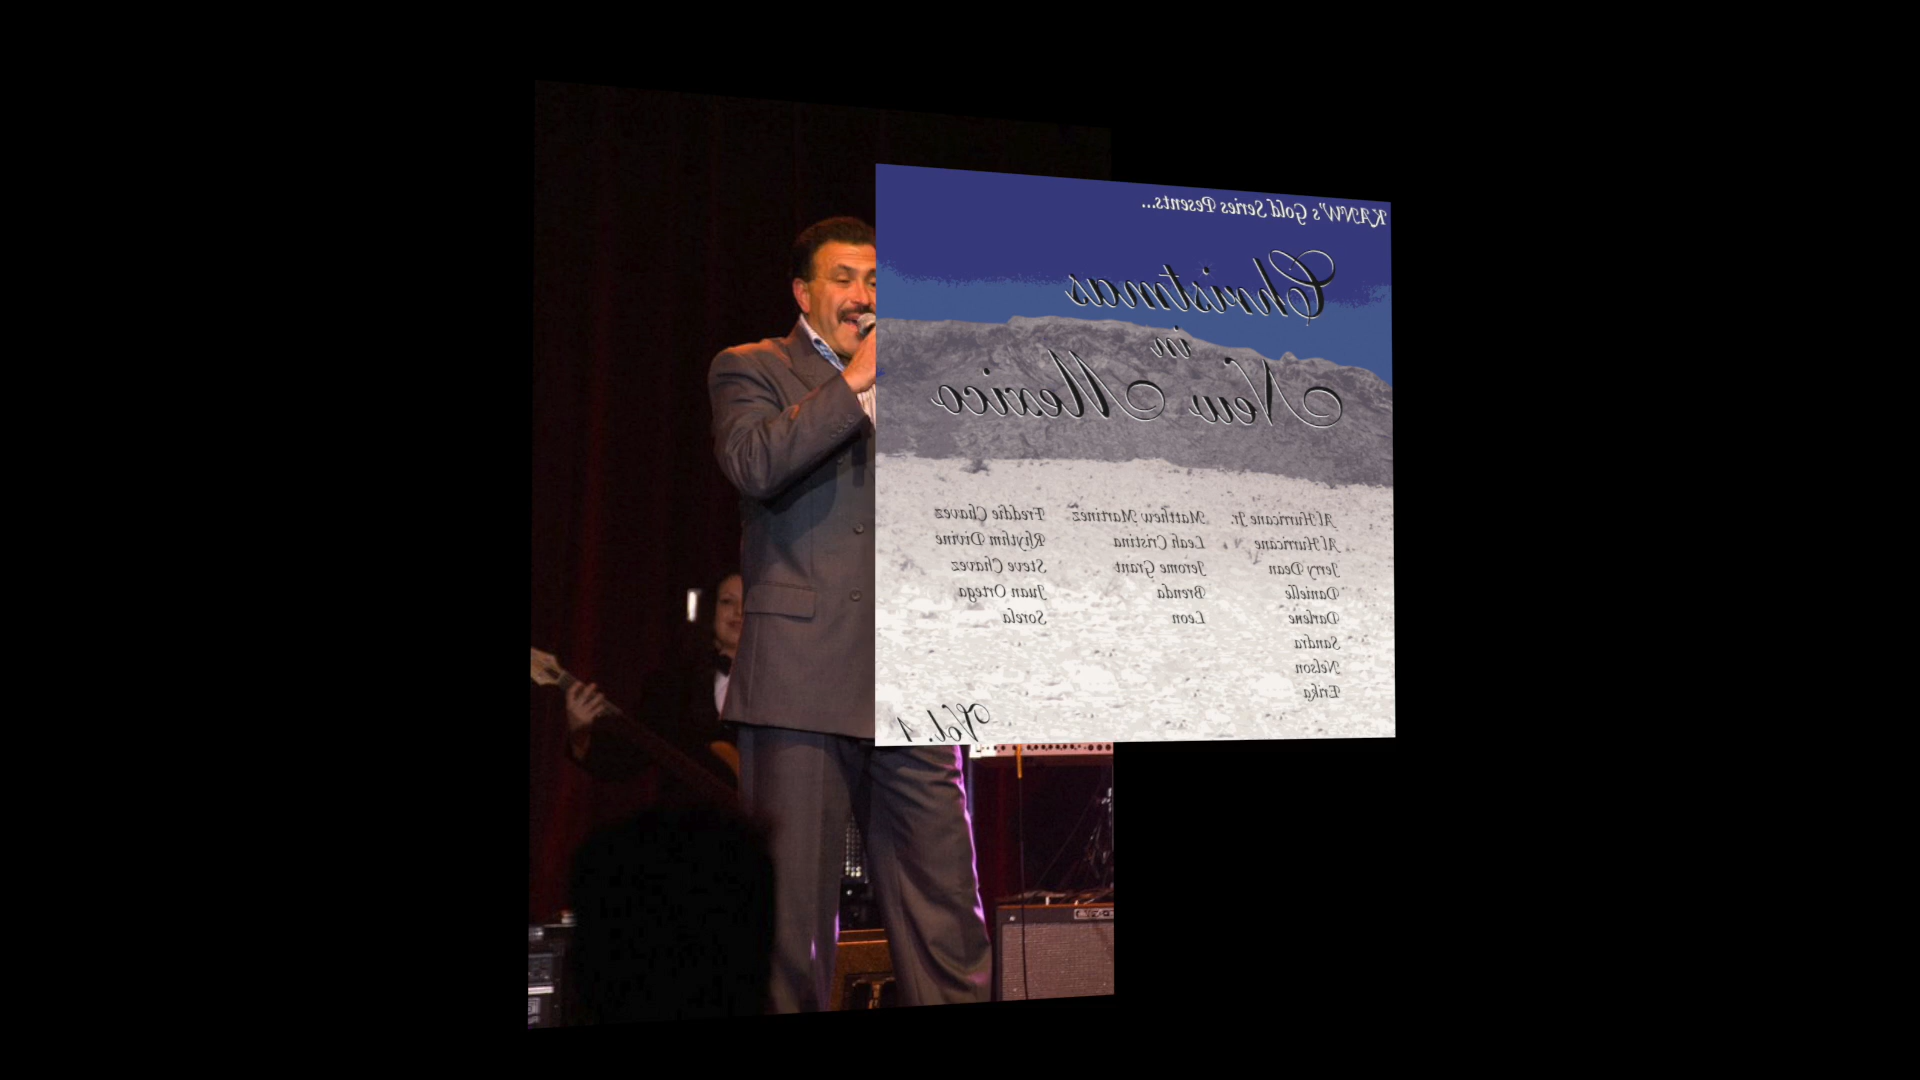 KANW's Gold Series Pesents...
Christmas
in
New Mexico
Al Hurricane Jr.
Al Hurricane
Jerry Dean
Danielle
Darlene
Sandra
Nelson
Erika
Matthew Martinez
Leah Cristina
Jerome Grant
Brenda
Leon
Freddie Chavez
Rhythm Divine
Steve Chavez
Juan Ortega
Sorela
Vol. 1